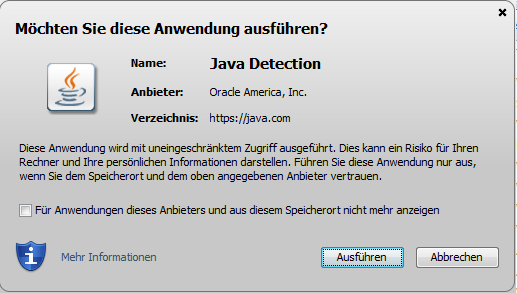 Möchten Sie diese Anwendung ausführen?
Name: Java Detection
Anbieter: Oracle America, Inc.
Verzeichnis: https://java.com
Diese Anwendung wird mit uneingeschränktem Zugriff ausgeführt. Dies kann ein Risiko für Ihren
Rechner und Ihre persönlichen Informationen darstellen. Führen Sie diese Anwendung nur aus,
wenn Sie dem Speicherort und dem oben angegebenen Anbieter vertrauen.
Für Anwendungen dieses Anbieters und aus diesem Speicherort nicht mehr anzeigen
Mehr Informationen Ausführen Abbrechen